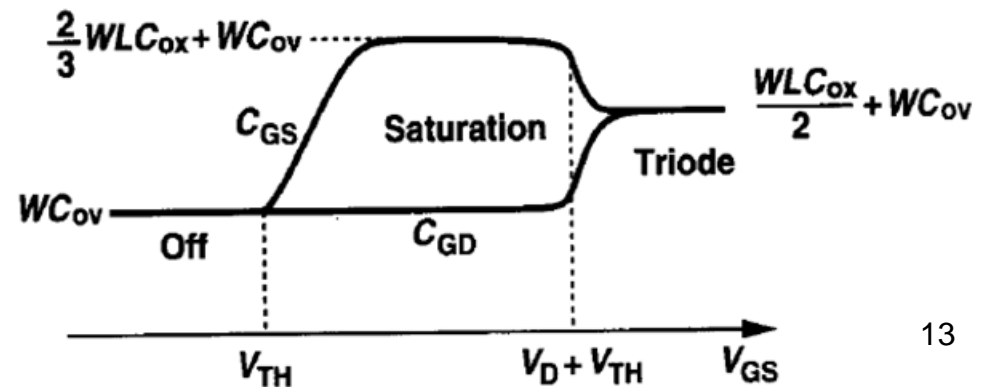 2/3 WLCox + WCov
WLCox/2 + WCov
CGS
Saturation
Triode
WCov
Off
CGD
13
VTH
VD + VTH
VGS